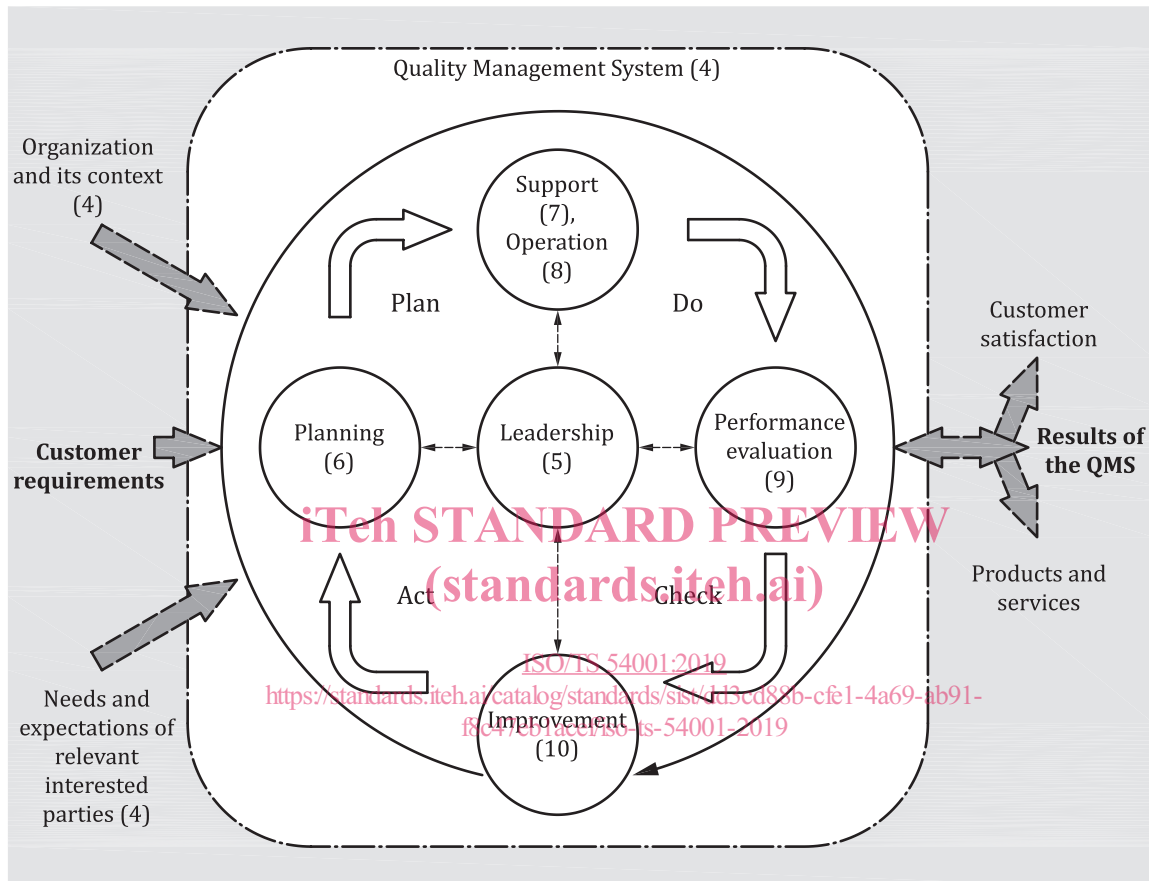 Quality Management System (4)
Organization
and its context
(4)
Support
(7),
Operation
(8)
Plan
Do
Customer
satisfaction
Planning
(6)
Leadership
(5)
Performance
evaluation
(9)
Customer
requirements
Results of
the QMS
iTeh STANDARD PREVIEW
(standards.iteh.ai)
Act
Check
Products and
services
ISO/TS 54001:2019
https://standards.iteh.ai/catalog/standards/sist/dd3cd88b-cfe1-4a69-ab91-
f8c47eb1acef/iso-ts-54001-2019
Needs and
expectations of
relevant
interested
parties (4)
Improvement
(10)